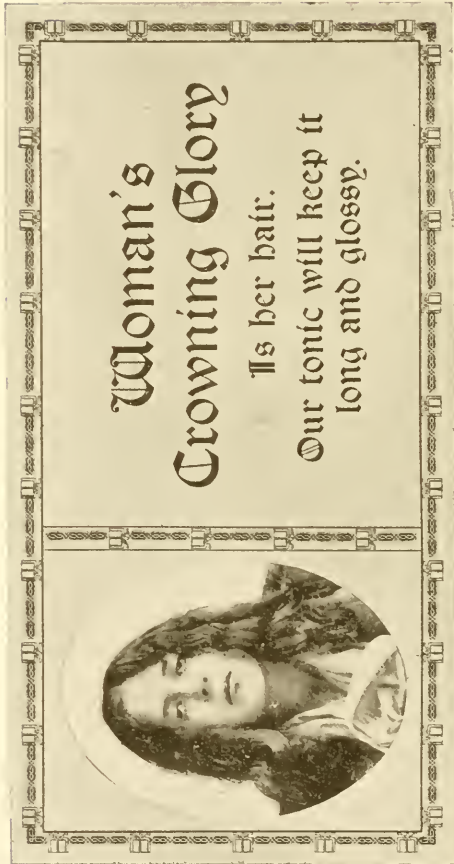 Woman's
Crowning Glory
Is her hair.
Our tonic will keep it
long and glossy.